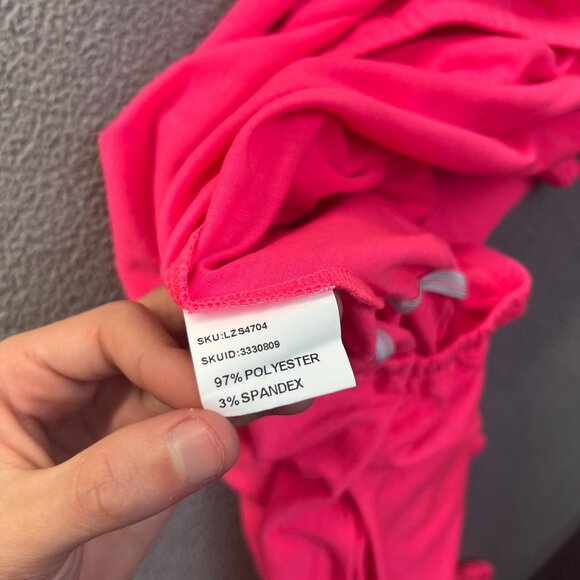 SKU:LZS4704
SKUID:3330809
97% POLYESTER
3% SPANDEX